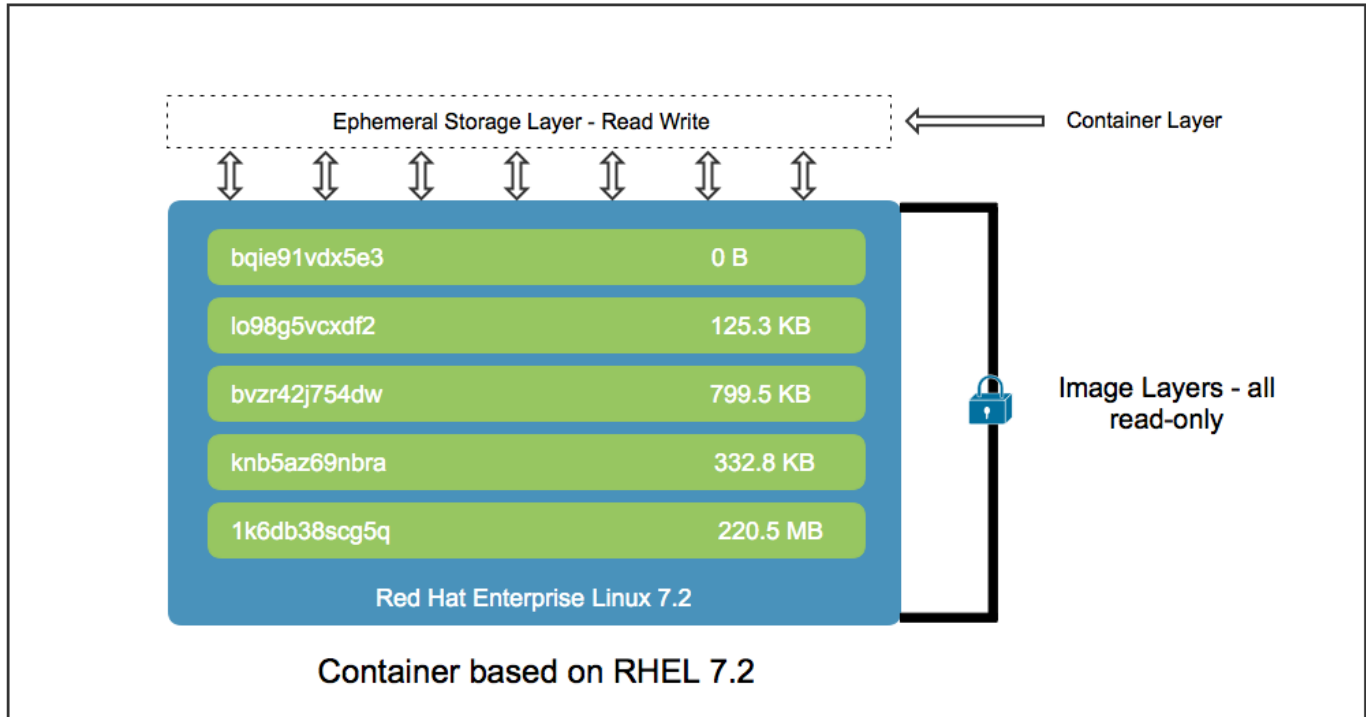 Ephemeral Storage Layer - Read Write
Container Layer
bqie91vdx5e3 0 B
lo98g5vcxdf2 125.3 KB
bvzr42j754dw 799.5 KB
knb5az69nbra 332.8 KB
1k6db38scg5q 220.5 MB
Image Layers - all
read-only
Red Hat Enterprise Linux 7.2
Container based on RHEL 7.2